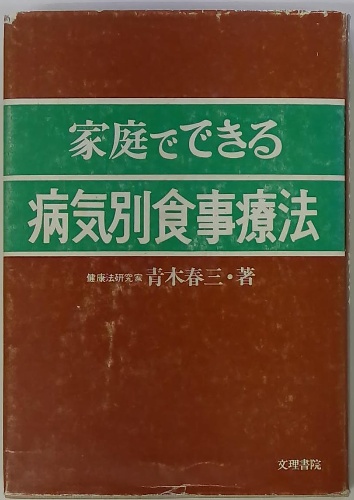 家庭でできる
病気別食事療法
健康法研究家 青木春三・著
文理書院